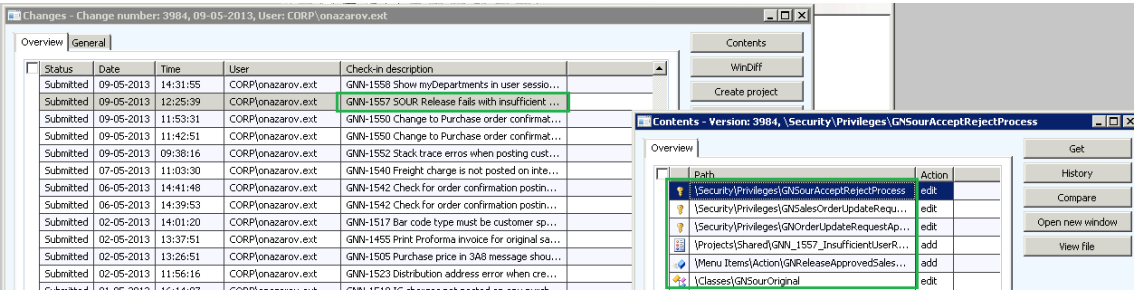 Changes - Change number: 3984, 09-05-2013, User: CORP\onazarov.ext
Overview General
Contents
WinDiff
Create project
Status Date Time User Check-in description
Submitted 09-05-2013 14:31:55 CORP\onazarov.ext GNN-1558 Show myDepartments in user sessio...
Submitted 09-05-2013 12:25:39 CORP\onazarov.ext GNN-1557 SOUR Release fails with insufficient ...
Submitted 09-05-2013 11:53:31 CORP\onazarov.ext GNN-1550 Change to Purchase order confirmat...
Submitted 09-05-2013 11:42:51 CORP\onazarov.ext GNN-1550 Change to Purchase order confirmat...
Submitted 09-05-2013 09:38:16 CORP\onazarov.ext GNN-1552 Stack trace erros when posting cust...
Submitted 07-05-2013 11:03:30 CORP\onazarov.ext GNN-1540 Freight charge is not posted on inte...
Submitted 06-05-2013 14:41:48 CORP\onazarov.ext GNN-1542 Check for order confirmation postin...
Submitted 06-05-2013 14:39:53 CORP\onazarov.ext GNN-1542 Check for order confirmation postin...
Submitted 02-05-2013 14:01:20 CORP\onazarov.ext GNN-1517 Bar code type must be customer sp...
Submitted 02-05-2013 13:37:51 CORP\onazarov.ext GNN-1455 Print Proforma invoice for original sa...
Submitted 02-05-2013 13:26:51 CORP\onazarov.ext GNN-1505 Purchase price in 3A8 message shou...
Submitted 02-05-2013 11:56:16 CORP\onazarov.ext GNN-1523 Distribution address error when cre...
Submitted 01-05-2013 CORP\onazarov.ext
Contents - Version: 3984, \Security\Privileges\GNSourAcceptRejectProcess
Overview
Get
History
Compare
Open new window
View file
Path Action
\Security\Privileges\GNSourAcceptRejectProcess edit
\Security\Privileges\GNSalesOrderUpdateRequ... edit
\Security\Privileges\GNOrderUpdateRequestAp... edit
\Projects\Shared\GNN_1557_InsufficientUserR... add
\Menu Items\Action\GNReleaseApprovedSales... add
\Classes\GNSourOriginal edit